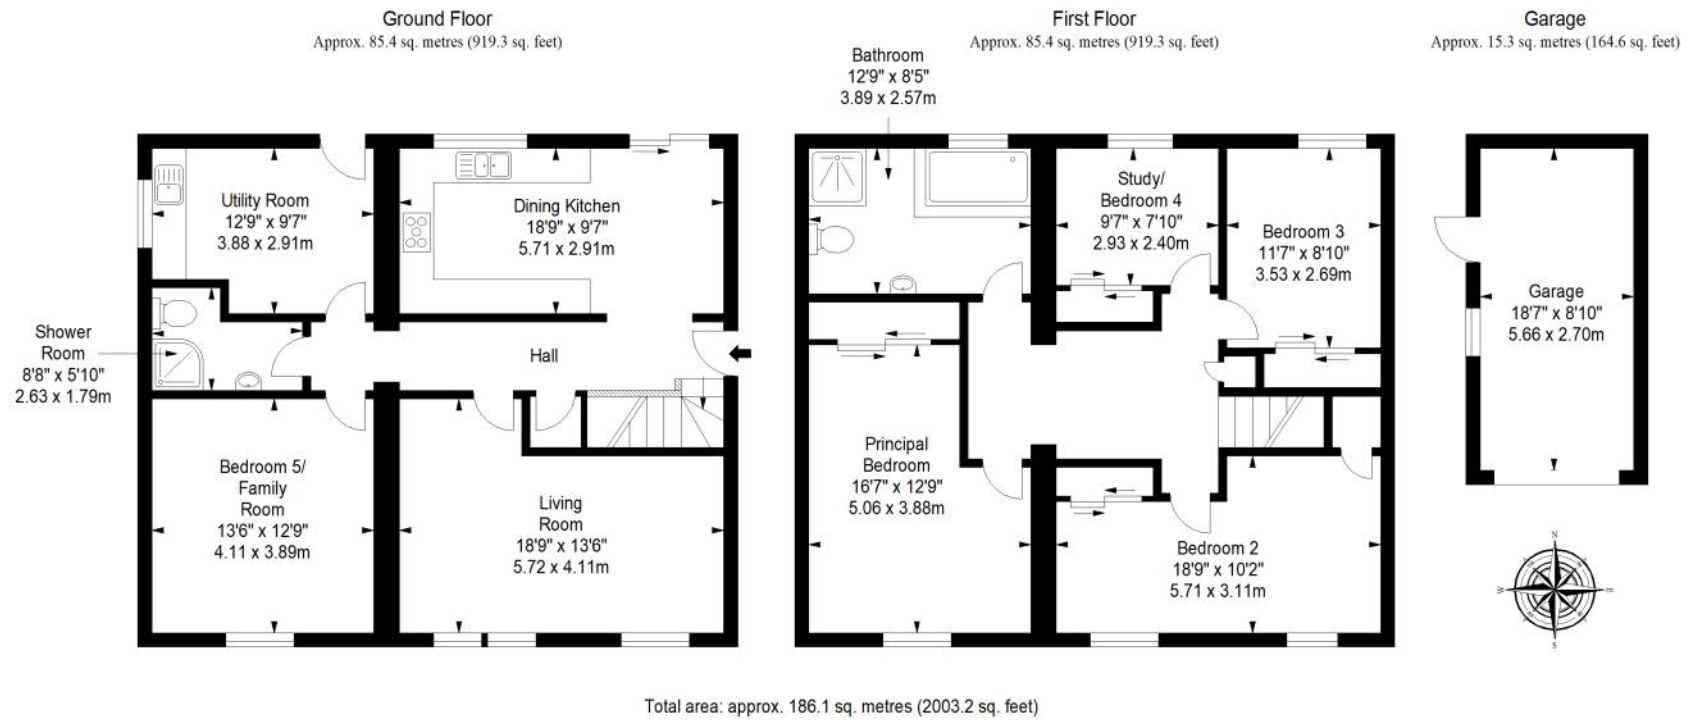 Ground Floor
Approx. 85.4 sq. metres (919.3 sq. feet)
First Floor
Approx. 85.4 sq. metres (919.3 sq. feet)
Garage
Approx. 15.3 sq. metres (164.6 sq. feet)
Bathroom
12'9" x 8'5"
3.89 x 2.57m
Utility Room
12'9" x 9'7"
3.88 x 2.91m
Dining Kitchen
18'9" x 9'7"
5.71 x 2.91m
Study/
Bedroom 4
9'7" x 7'10"
2.93 x 2.40m
Bedroom 3
11'7" x 8'10"
3.53 x 2.69m
Garage
18'7" x 8'10"
5.66 x 2.70m
Shower
Room
8'8" x 5'10"
2.63 x 1.79m
Hall
Bedroom 5/
Family
Room
13'6" x 12'9"
4.11 x 3.89m
Living
Room
18'9" x 13'6"
5.72 x 4.11m
Principal
Bedroom
16'7" x 12'9"
5.06 x 3.88m
Bedroom 2
18'9" x 10'2"
5.71 x 3.11m
N
W
E
S
Total area: approx. 186.1 sq. metres (2003.2 sq. feet)